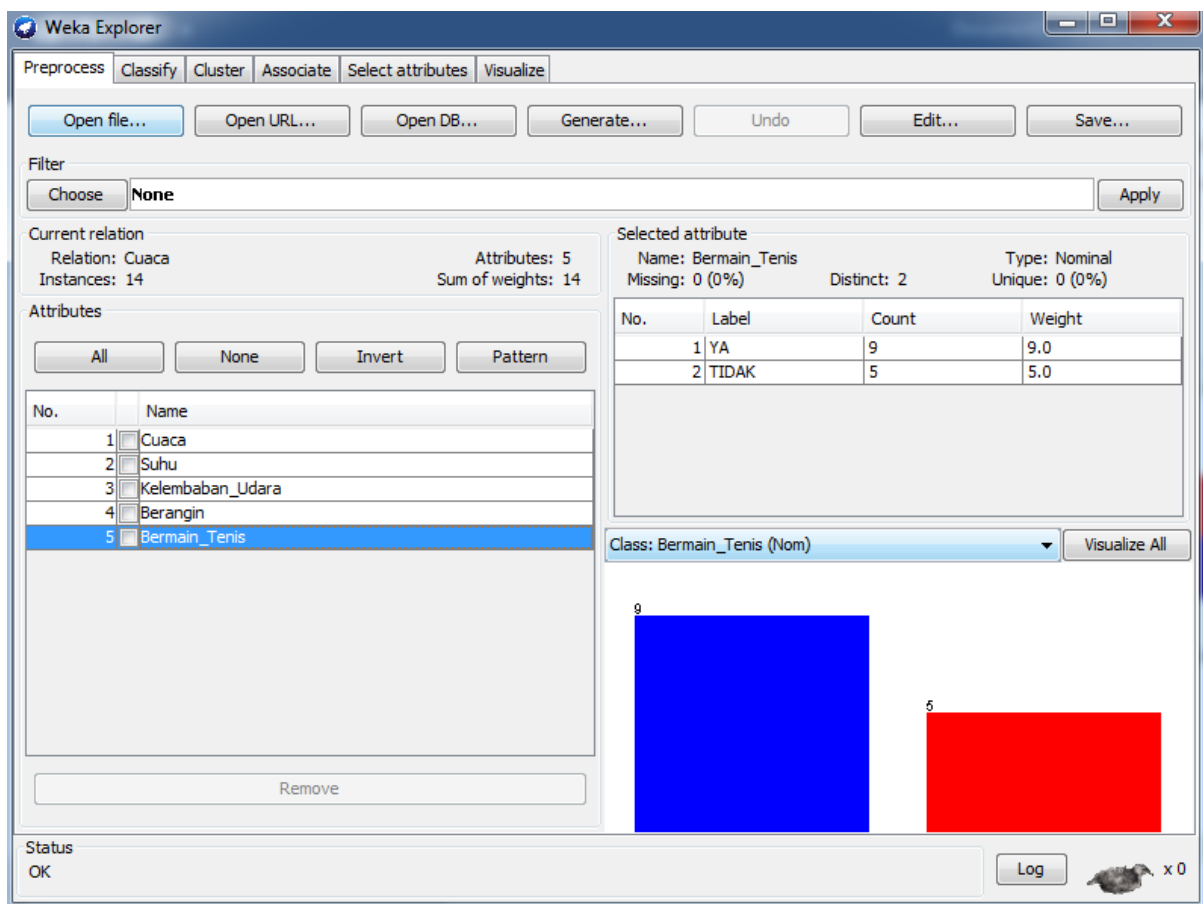 Weka Explorer
Preprocess Classify Cluster Associate Select attributes Visualize
Open file... Open URL... Open DB... Generate... Undo Edit... Save...
Filter
Choose None Apply
Current relation
Relation: Cuaca Attributes: 5
Instances: 14 Sum of weights: 14
Attributes
All None Invert Pattern
No. Name
1 Cuaca
2 Suhu
3 Kelembaban_Udara
4 Berangin
5 Bermain_Tenis
Remove
Selected attribute
Name: Bermain_Tenis Type: Nominal
Missing: 0 (0%) Distinct: 2 Unique: 0 (0%)
No. Label Count Weight
1 YA 9 9.0
2 TIDAK 5 5.0
Class: Bermain_Tenis (Nom) Visualize All
9
5
Status
OK
Log x 0